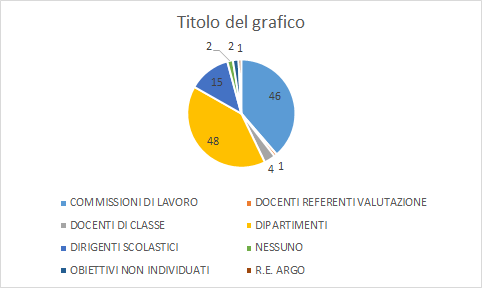 Titolo del grafico
2 2 1
15 46
48
4 1
COMMISSIONI DI LAVORO DOCENTI REFERENTI VALUTAZIONE
DOCENTI DI CLASSE DIPARTIMENTI
DIRIGENTI SCOLASTICI NESSUNO
OBIETTIVI NON INDIVIDUATI R.E. ARGO